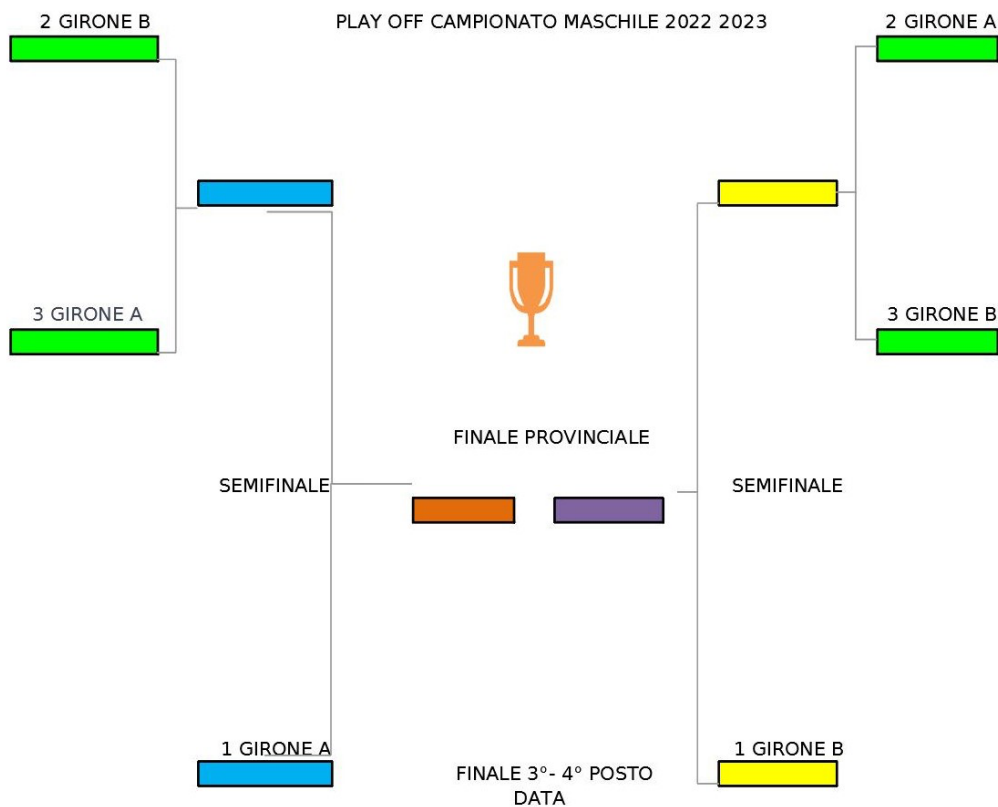 2 GIRONE B
PLAY OFF CAMPIONATO MASCHILE 2022 2023
2 GIRONE A
3 GIRONE A
3 GIRONE B
FINALE PROVINCIALE
SEMIFINALE
SEMIFINALE
1 GIRONE A
1 GIRONE B
FINALE 3°- 4° POSTO
DATA